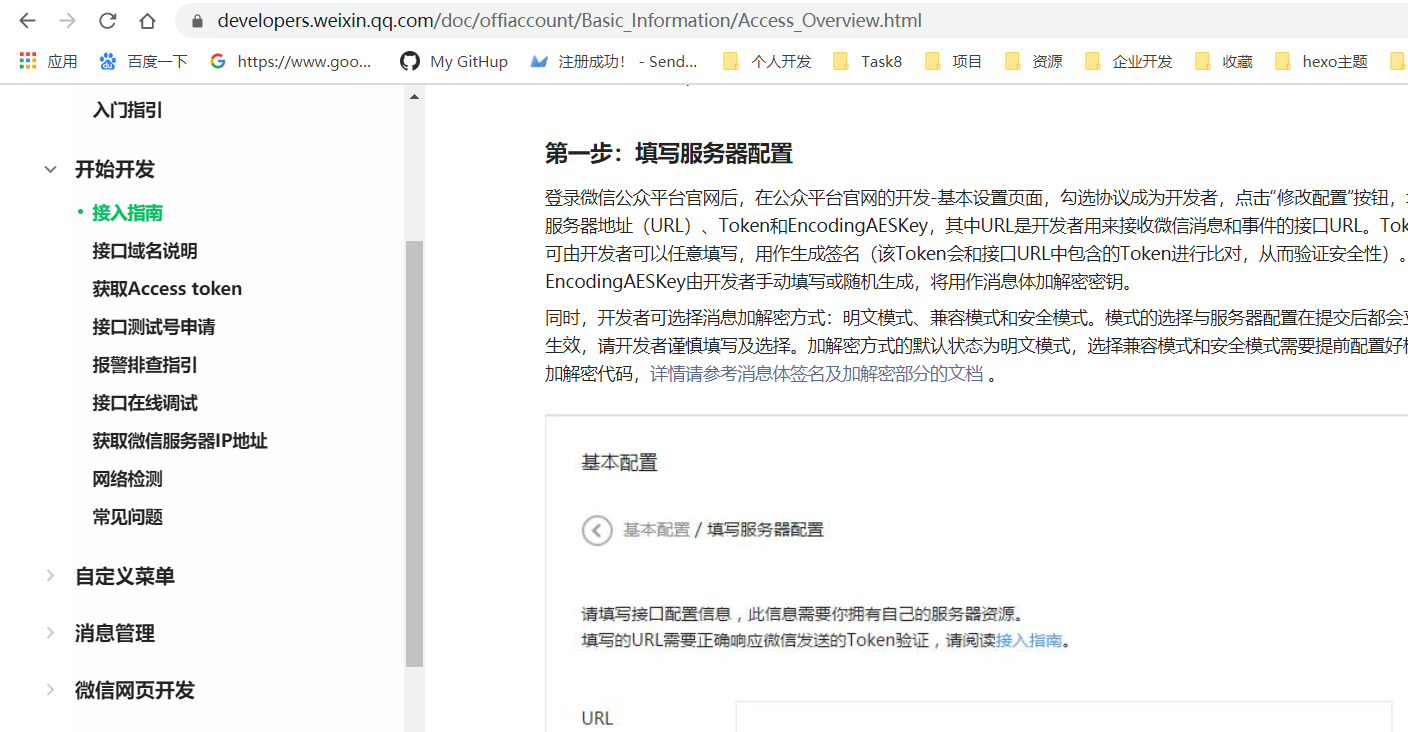 developers.weixin.qq.com/doc/offiaccount/Basic_Information/Access_Overview.html
应用 百度一下 https://www.goo... My GitHup 注册成功！ - Send... 个人开发 Task8 项目 资源 企业开发 收藏 hexo主题
入门指引
开始开发
接入指南
接口域名说明
获取Access token
接口测试号申请
报警排查指引
接口在线调试
获取微信服务器IP地址
网络检测
常见问题
自定义菜单
消息管理
微信网页开发
第一步：填写服务器配置
登录微信公众平台官网后，在公众平台官网的开发-基本设置页面，勾选协议成为开发者，点击“修改配置”按钮，
服务器地址（URL）、Token和EncodingAESKey，其中URL是开发者用来接收微信消息和事件的接口URL。Tok
可由开发者可以任意填写，用作生成签名（该Token会和接口URL中包含的Token进行比对，从而验证安全性）。
EncodingAESKey由开发者手动填写或随机生成，将用作消息体加解密密钥。
同时，开发者可选择消息加解密方式：明文模式、兼容模式和安全模式。模式的选择与服务器配置在提交后都会
生效，请开发者谨慎填写及选择。加解密方式的默认状态为明文模式，选择兼容模式和安全模式需要提前配置好
加解密代码，详情请参考消息体签名及加解密部分的文档 。
基本配置
基本配置 / 填写服务器配置
请填写接口配置信息，此信息需要你拥有自己的服务器资源。
填写的URL需要正确响应微信发送的Token验证，请阅读接入指南。
URL